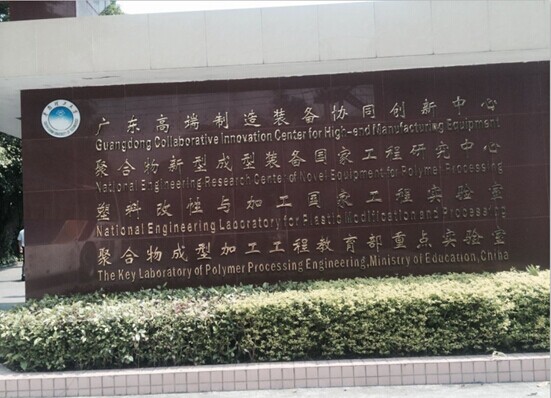 广东高端制造装备协同创新中心
Guangdong Collaborative Innovation Center for High-end Manufacturing Equipment
聚合物新型成型装备国家工程研究中心
National Engineering Research Center of Novel Equipment for Polymer Processing
塑料改性与加工国家工程实验室
National Engineering Laboratory for Plastic Modification and Processing
聚合物成型加工工程教育部重点实验室
The Key Laboratory of Polymer Processing Engineering, Ministry of Education, China